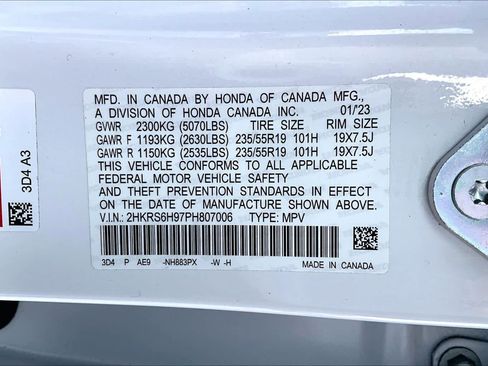 MFD. IN CANADA BY HONDA OF CANADA MFG.,
A DIVISION OF HONDA CANADA INC. 01/23
GVWR 2300KG (5070LBS) TIRE SIZE RIM SIZE
GAWR F 1193KG (2630LBS) 235/55R19 101H 19X7.5J
GAWR R 1150KG (2535LBS) 235/55R19 101H 19X7.5J
THIS VEHICLE CONFORMS TO ALL APPLICABLE
FEDERAL MOTOR VEHICLE SAFETY
AND THEFT PREVENTION STANDARDS IN EFFECT
ON THE DATE OF MANUFACTURE SHOWN ABOVE.
V.I.N.: 2HKRS6H97PH807006 TYPE: MPV
3D4 P AE9 -NH883PX -W -H MADE IN CANADA
3D4 A3